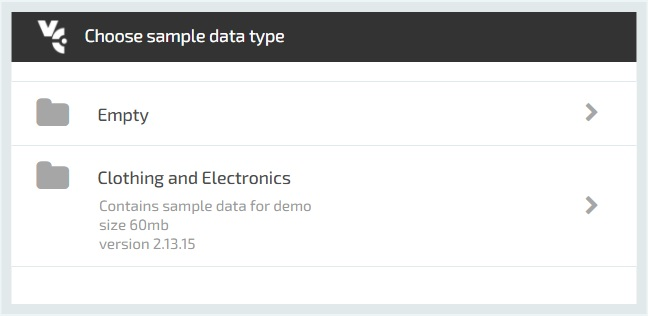 Choose sample data type
Empty
Clothing and Electronics
Contains sample data for demo
size 60mb
version 2.13.15